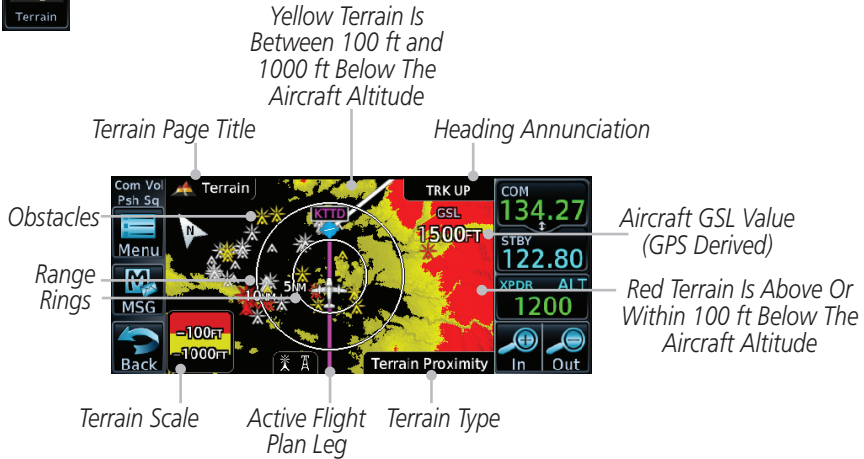 Terrain
Yellow Terrain Is
Between 100 ft and
1000 ft Below The
Aircraft Altitude
Terrain Page Title
Heading Annunciation
Com Vol
Psh Sq
Terrain
TRK UP
COM
134.27
KTTD
GSL
1500FT
Obstacles
N
Menu
STBY
122.80
Aircraft GSL Value
(GPS Derived)
Range
Rings
5NM
10NM
MSG
XPDR ALT
1200
Red Terrain Is Above Or
Within 100 ft Below The
Aircraft Altitude
-100FT
-1000FT
Back
Terrain Proximity
In
Out
Terrain Scale
Active Flight
Plan Leg
Terrain Type